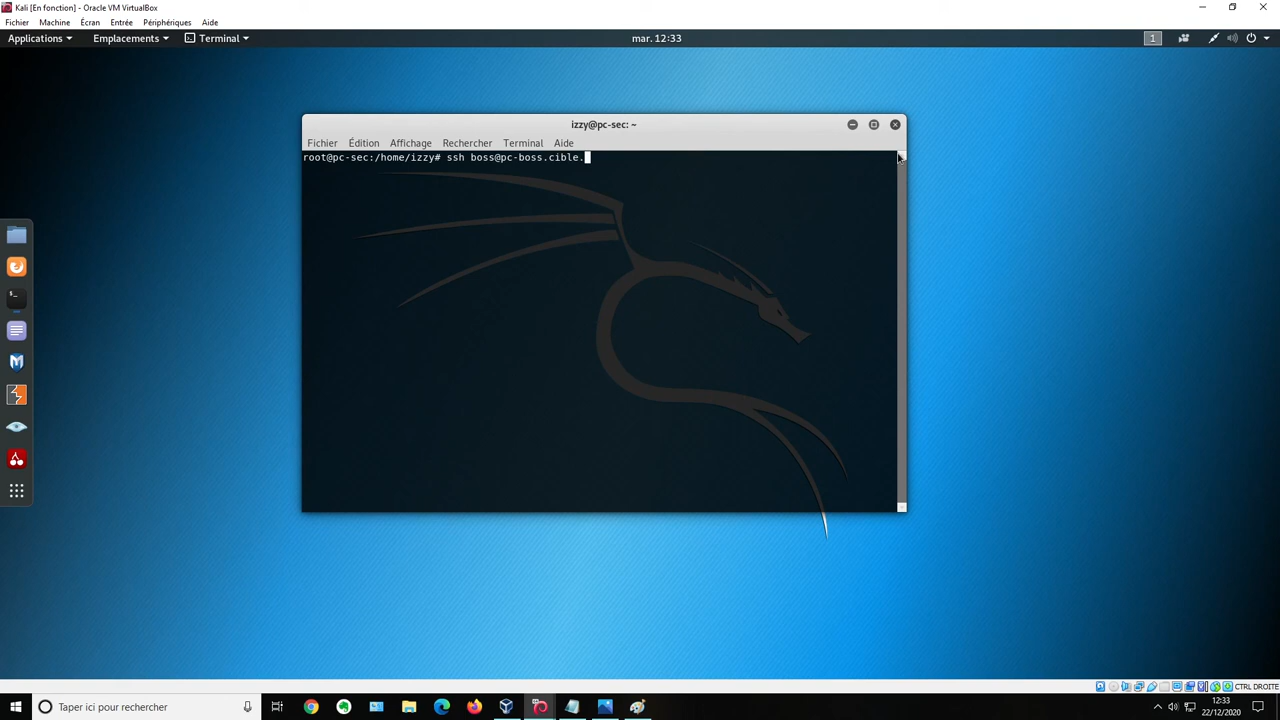 Kali [En fonction] - Oracle VM VirtualBox
Fichier Machine Écran Entrée Périphériques Aide
Applications Emplacements Terminal mar. 12:33 1
izzy@pc-sec: ~
Fichier Édition Affichage Rechercher Terminal Aide
root@pc-sec:/home/izzy# ssh boss@pc-boss.cible.
CTRL DROITE
Taper ici pour rechercher
12:33
22/12/2020